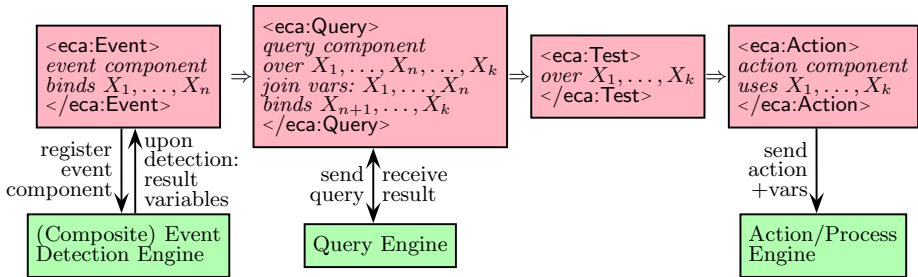 <eca:Event>
event component
binds X₁, . . . , Xₙ
</eca:Event>
⇒
<eca:Query>
query component
over X₁, . . . , Xₙ, . . . , Xₖ
join vars: X₁, . . . , Xₙ
binds Xₙ₊₁, . . . , Xₖ
</eca:Query>
⇒
<eca:Test>
over X₁, . . . , Xₖ
</eca:Test>
⇒
<eca:Action>
action component
uses X₁, . . . , Xₖ
</eca:Action>
register
event
component
upon
detection:
result
variables
send
query
receive
result
send
action
+vars
(Composite) Event
Detection Engine
Query Engine
Action/Process
Engine